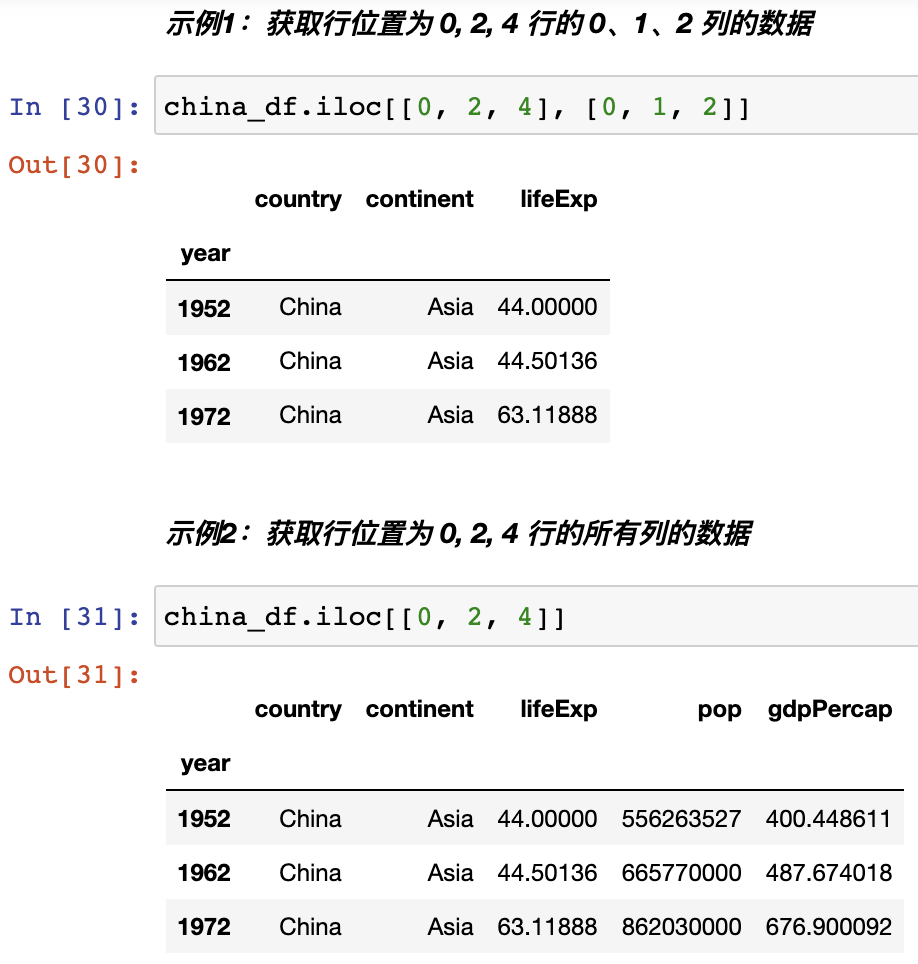 示例1：获取行位置为 0, 2, 4 行的 0、1、2 列的数据
In [30]: china_df.iloc[[0, 2, 4], [0, 1, 2]]
Out[30]:
country continent lifeExp
year
1952 China Asia 44.00000
1962 China Asia 44.50136
1972 China Asia 63.11888
示例2：获取行位置为 0, 2, 4 行的所有列的数据
In [31]: china_df.iloc[[0, 2, 4]]
Out[31]:
country continent lifeExp pop gdpPercap
year
1952 China Asia 44.00000 556263527 400.448611
1962 China Asia 44.50136 665770000 487.674018
1972 China Asia 63.11888 862030000 676.900092